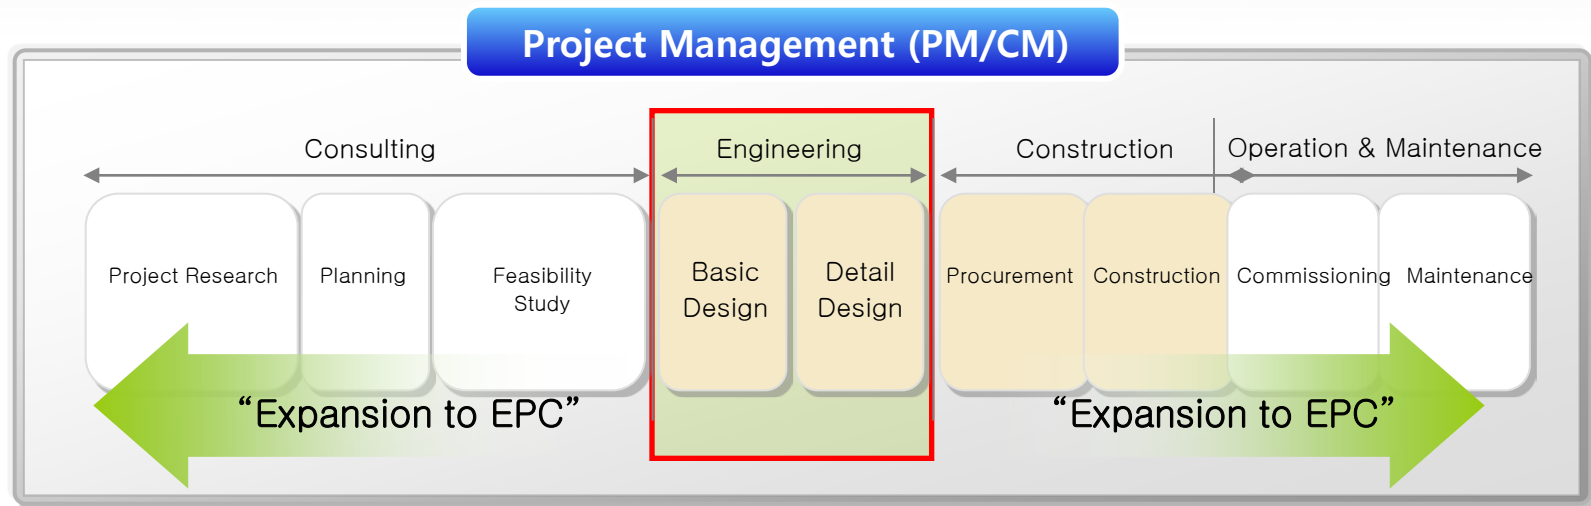 Project Management (PM/CM)
Consulting
Engineering
Construction
Operation & Maintenance
Project Research
Planning
Feasibility
Study
Basic
Design
Detail
Design
Procurement
Construction
Commissioning
Maintenance
“Expansion to EPC”
“Expansion to EPC”